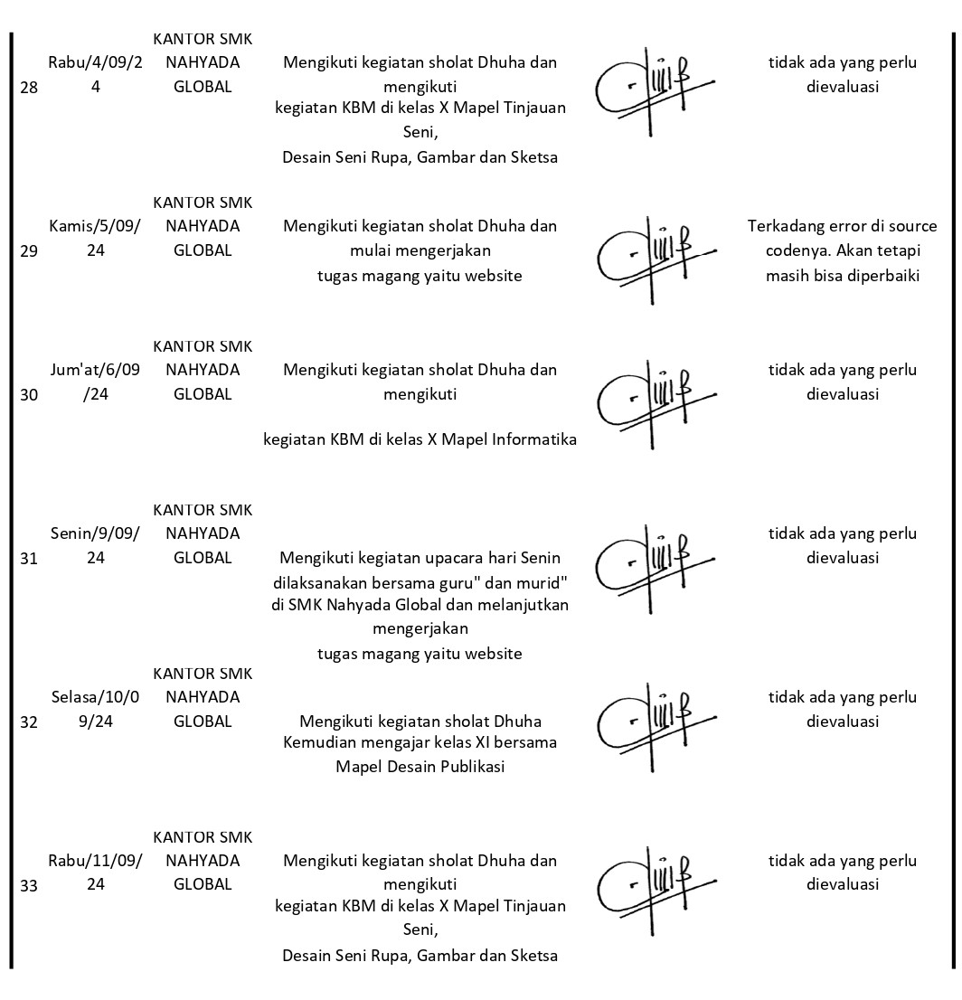 28
Rabu/4/09/2
4
KANTOR SMK
NAHYADA
GLOBAL
Mengikuti kegiatan sholat Dhuha dan
mengikuti
kegiatan KBM di kelas X Mapel Tinjauan
Seni,
Desain Seni Rupa, Gambar dan Sketsa
tidak ada yang perlu
dievaluasi
29
Kamis/5/09/
24
KANTOR SMK
NAHYADA
GLOBAL
Mengikuti kegiatan sholat Dhuha dan
mulai mengerjakan
tugas magang yaitu website
Terkadang error di source
codenya. Akan tetapi
masih bisa diperbaiki
30
Jum'at/6/09
/24
KANTOR SMK
NAHYADA
GLOBAL
Mengikuti kegiatan sholat Dhuha dan
mengikuti
kegiatan KBM di kelas X Mapel Informatika
tidak ada yang perlu
dievaluasi
31
Senin/9/09/
24
KANTOR SMK
NAHYADA
GLOBAL
Mengikuti kegiatan upacara hari Senin
dilaksanakan bersama guru" dan murid"
di SMK Nahyada Global dan melanjutkan
mengerjakan
tugas magang yaitu website
tidak ada yang perlu
dievaluasi
32
Selasa/10/0
9/24
KANTOR SMK
NAHYADA
GLOBAL
Mengikuti kegiatan sholat Dhuha
Kemudian mengajar kelas XI bersama
Mapel Desain Publikasi
tidak ada yang perlu
dievaluasi
33
Rabu/11/09/
24
KANTOR SMK
NAHYADA
GLOBAL
Mengikuti kegiatan sholat Dhuha dan
mengikuti
kegiatan KBM di kelas X Mapel Tinjauan
Seni,
Desain Seni Rupa, Gambar dan Sketsa
tidak ada yang perlu
dievaluasi